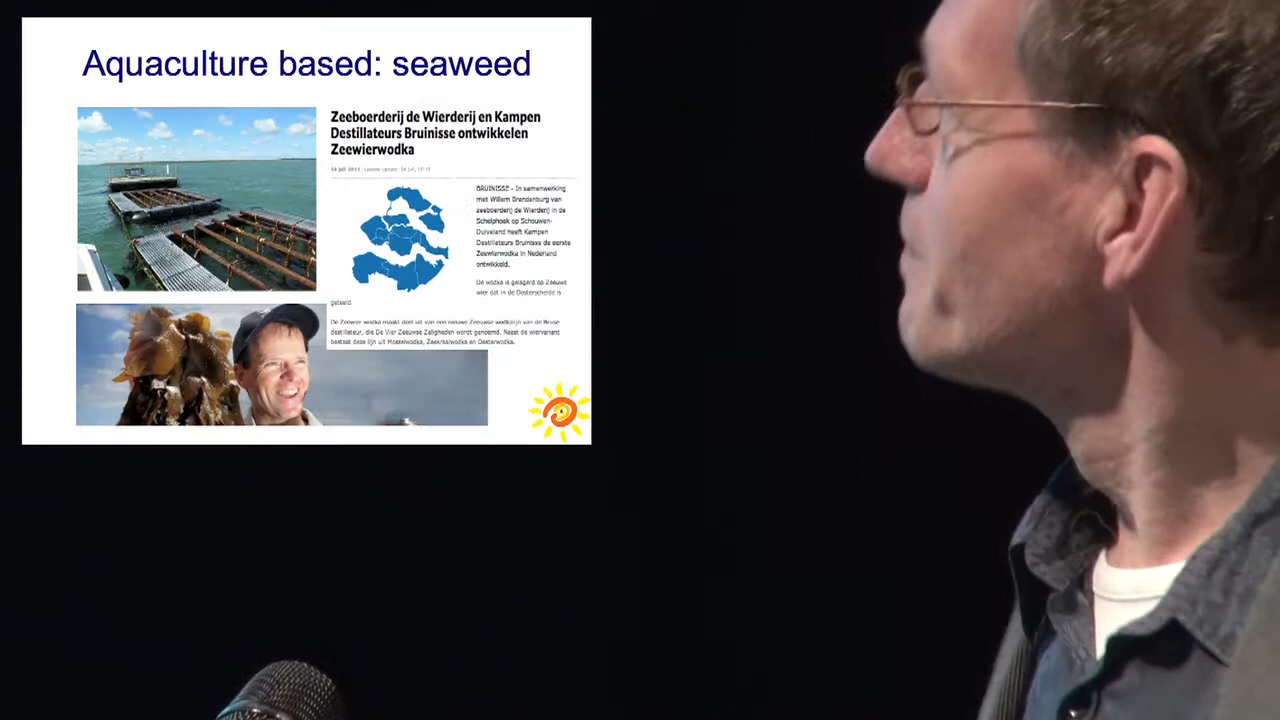 Aquaculture based: seaweed
Zeeboerderij de Wierderij en Kampen
Destillateurs Bruinisse ontwikkelen
Zeewierwodka
BRUINISSE - In samenwerking
met Willem Brandenburg van
zeeboerderij de Wierderij in de
Schelphoek op Schouwen-
Duiveland heeft Kampen
Destillateurs Bruinisse de eerste
Zeewierwodka in Nederland
ontwikkeld.
De wodka is gelagerd op Zeeuws
wier dat in de Oosterschelde is
geteeld.
De Zeewier wodka maakt deel uit van een nieuwe Zeeuwse wodkalijn van de Bruse
destillateur, die De Vier Zeeuwse Zaligheden wordt genoemd. Naast de wiervariant
bestaat deze lijn uit Mosselwodka, Zeekraalwodka en Oesterwodka.